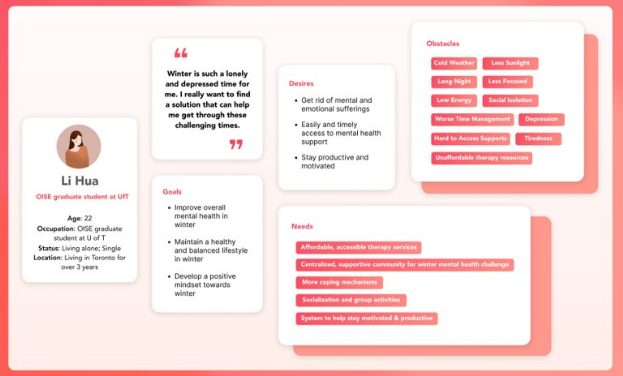 Li Hua
OISE graduate student at UfT
Age: 22
Occupation: OISE graduate
student at U of T
Status: Living alone; Single
Location: Living in Toronto for
over 3 years
“
Winter is such a lonely
and depressed time for
me. I really want to find
a solution that can help
me get through these
challenging times.
”
Goals
• Improve overall
mental health in
winter
• Maintain a healthy
and balanced lifestyle
in winter
• Develop a positive
mindset towards
winter
Desires
• Get rid of mental and
emotional sufferings
• Easily and timely
access to mental health
support
• Stay productive and
motivated
Obstacles
Cold Weather Less Sunlight
Long Night Less Focused
Low Energy Social Isolation
Worse Time Management Depression
Hard to Access Supports Tiredness
Unaffordable therapy resources
Needs
Affordable, accessible therapy services
Centralized, supportive community for winter mental health challenge
More coping mechanisms
Socialization and group activities
System to help stay motivated & productive